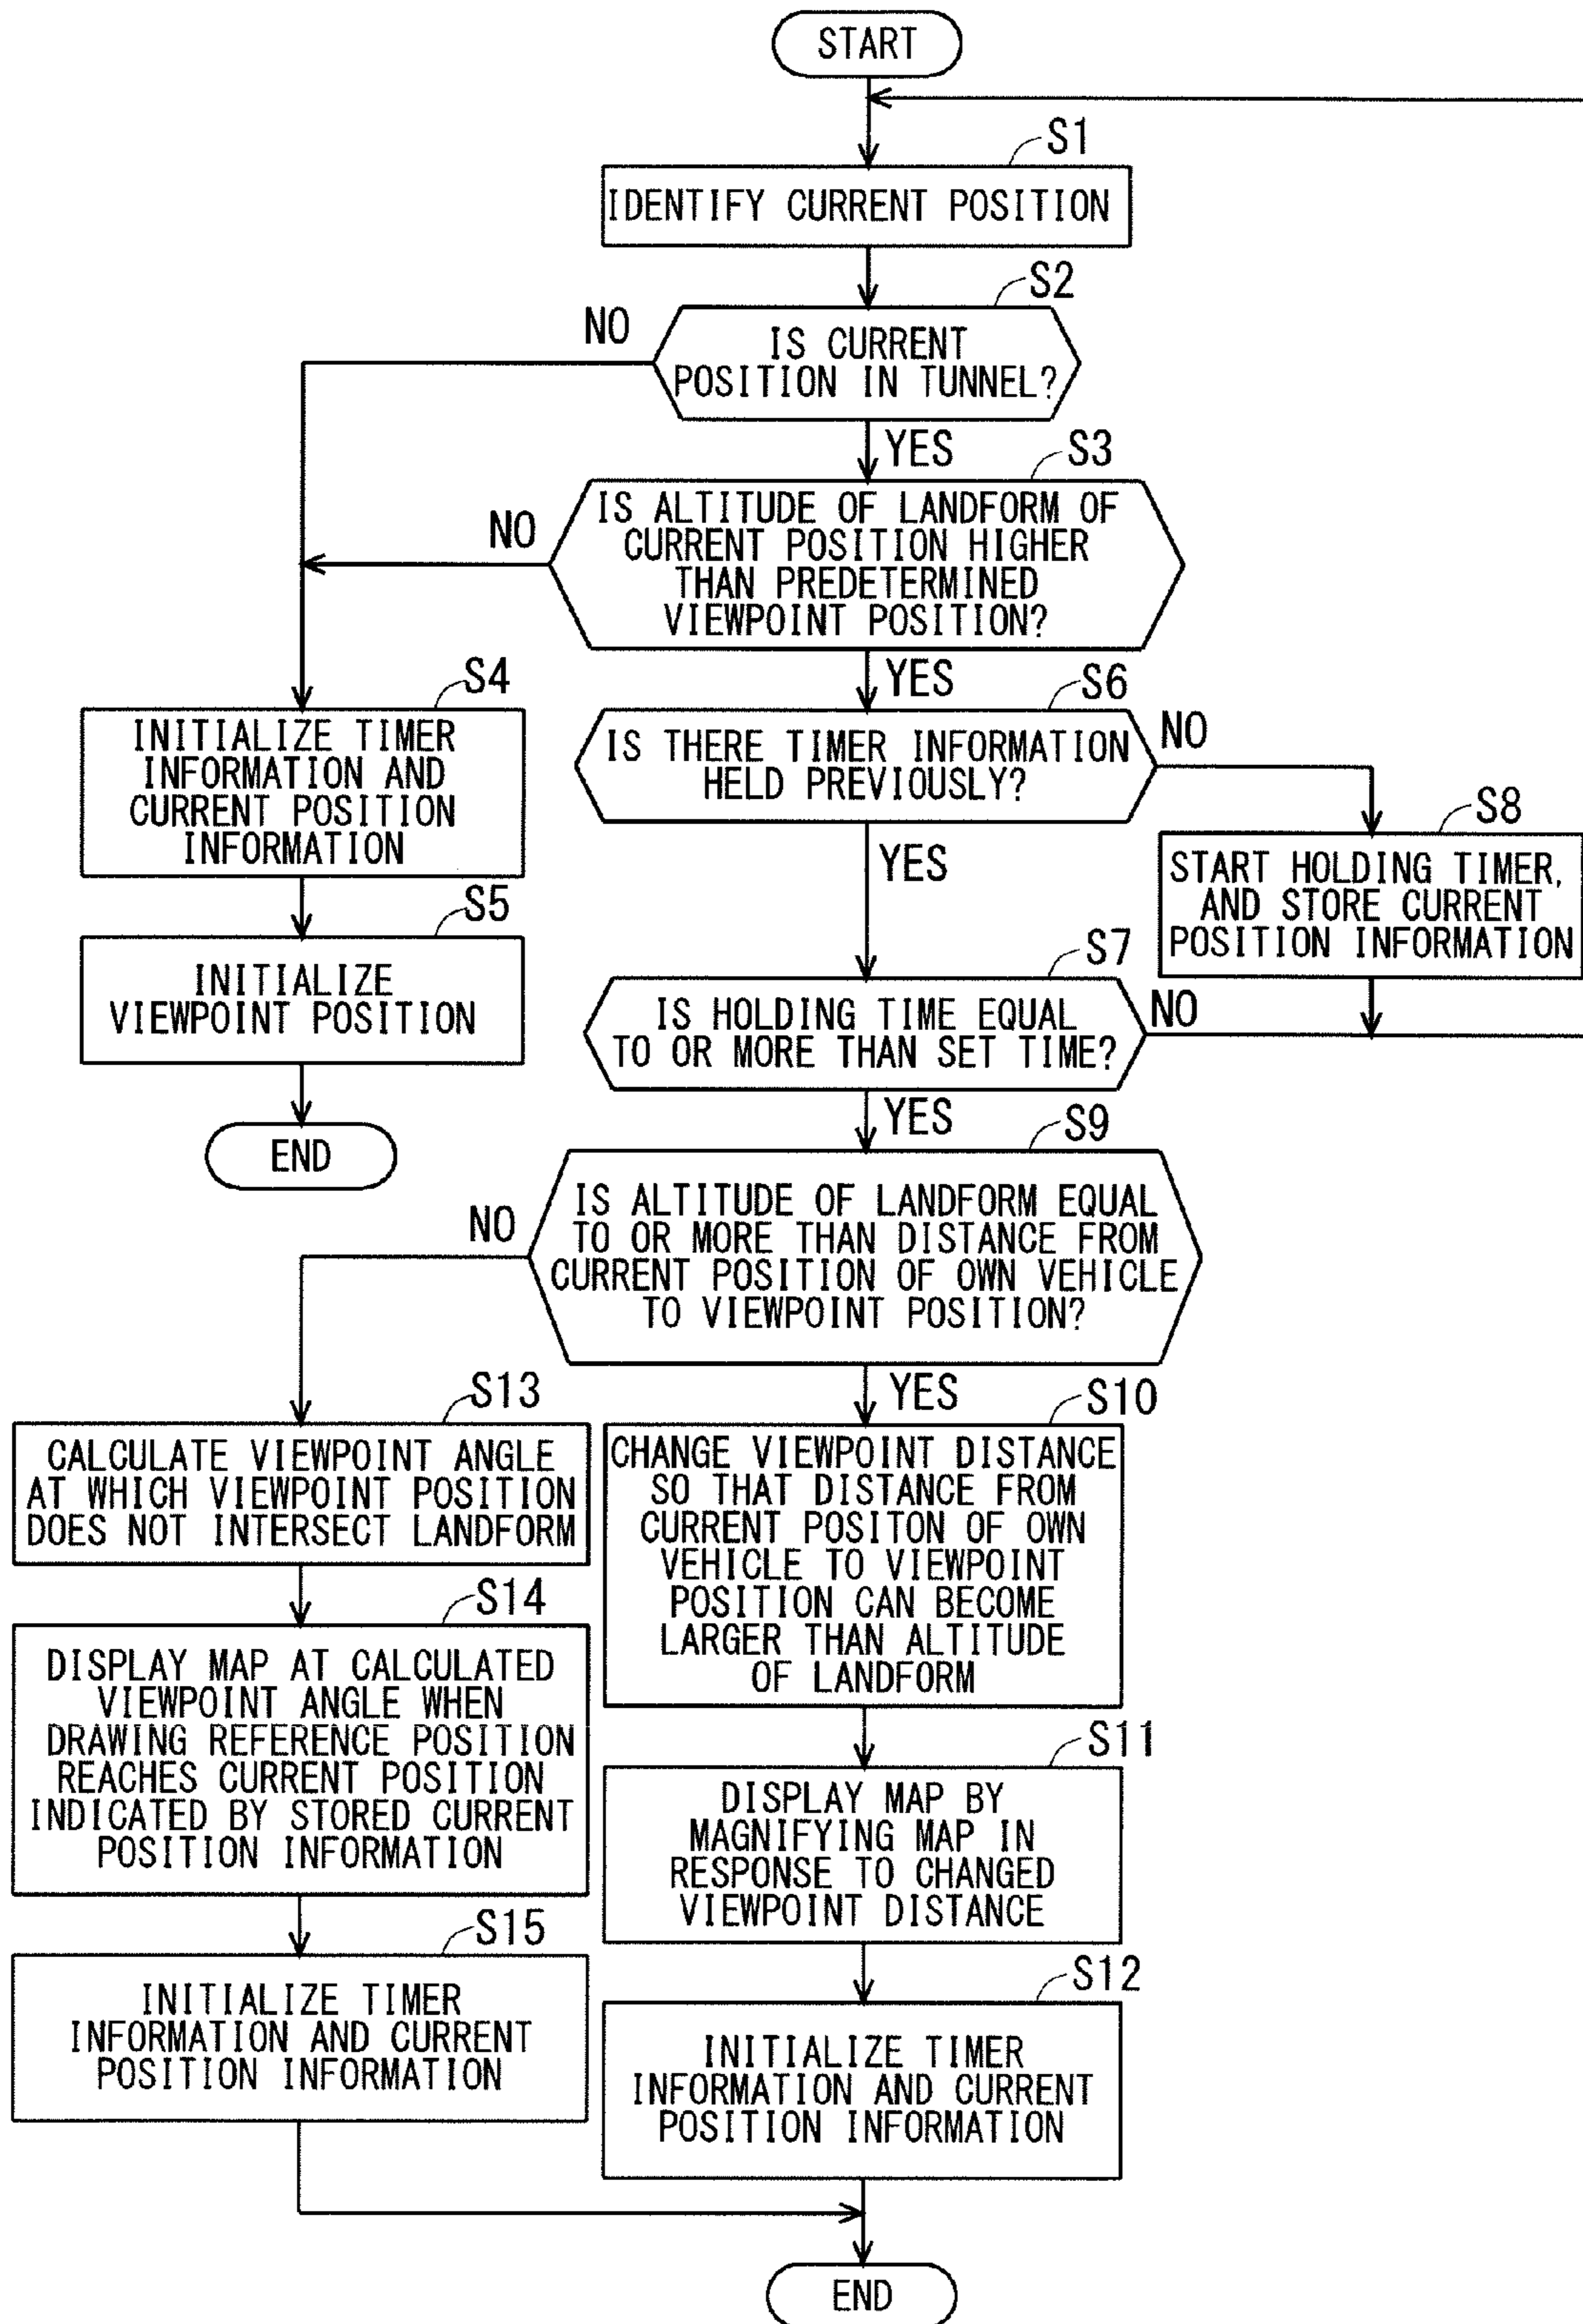 START
S1
IDENTIFY CURRENT POSITION
S2
NO
IS CURRENT
POSITION IN TUNNEL?
YES
S3
NO
IS ALTITUDE OF LANDFORM OF
CURRENT POSITION HIGHER
THAN PREDETERMINED
VIEWPOINT POSITION?
YES
S4
INITIALIZE TIMER
INFORMATION AND
CURRENT POSITION
INFORMATION
S5
INITIALIZE
VIEWPOINT POSITION
END
S6
IS THERE TIMER INFORMATION
HELD PREVIOUSLY?
NO
YES
S8
START HOLDING TIMER,
AND STORE CURRENT
POSITION INFORMATION
S7
IS HOLDING TIME EQUAL
TO OR MORE THAN SET TIME?
NO
YES
S9
NO
IS ALTITUDE OF LANDFORM EQUAL
TO OR MORE THAN DISTANCE FROM
CURRENT POSITION OF OWN VEHICLE
TO VIEWPOINT POSITION?
YES
S13
CALCULATE VIEWPOINT ANGLE
AT WHICH VIEWPOINT POSITION
DOES NOT INTERSECT LANDFORM
S14
DISPLAY MAP AT CALCULATED
VIEWPOINT ANGLE WHEN
DRAWING REFERENCE POSITION
REACHES CURRENT POSITION
INDICATED BY STORED CURRENT
POSITION INFORMATION
S15
INITIALIZE TIMER
INFORMATION AND CURRENT
POSITION INFORMATION
S10
CHANGE VIEWPOINT DISTANCE
SO THAT DISTANCE FROM
CURRENT POSITON OF OWN
VEHICLE TO VIEWPOINT
POSITION CAN BECOME
LARGER THAN ALTITUDE
OF LANDFORM
S11
DISPLAY MAP BY
MAGNIFYING MAP IN
RESPONSE TO CHANGED
VIEWPOINT DISTANCE
S12
INITIALIZE TIMER
INFORMATION AND CURRENT
POSITION INFORMATION
END